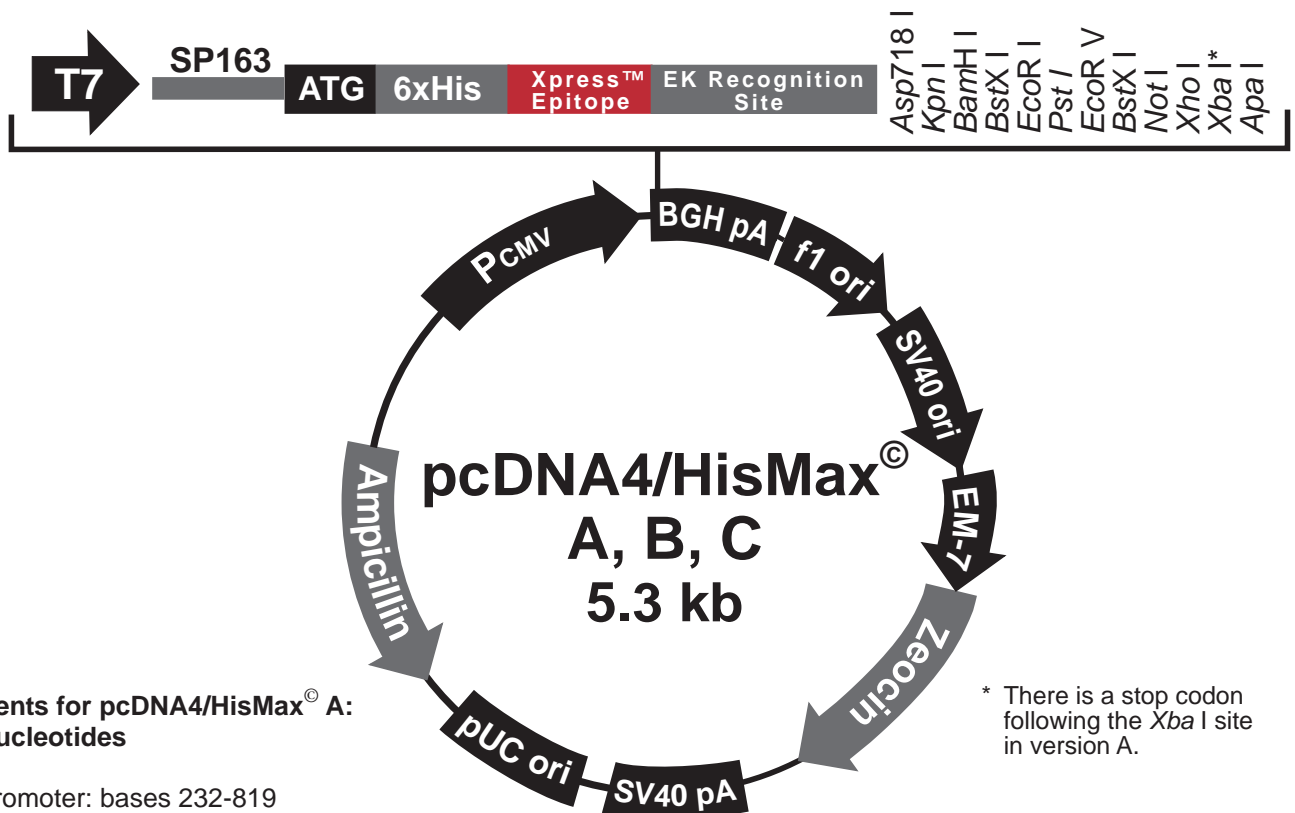 T7
SP163
ATG
6xHis
Xpress™
Epitope
EK Recognition
Site
Asp718 I
Kpn I
BamH I
BstX I
EcoR I
Pst I
EcoR V
BstX I
Not I
Xho I
Xba I*
Apa I
PCMV
BGH pA
f1 ori
SV40 ori
EM-7
Zeocin
SV40 pA
pUC ori
Ampicillin
pcDNA4/HisMax©
A, B, C
5.3 kb
* There is a stop codon
following the Xba I site
in version A.
ents for pcDNA4/HisMax© A:
ucleotides
romoter: bases 232-819